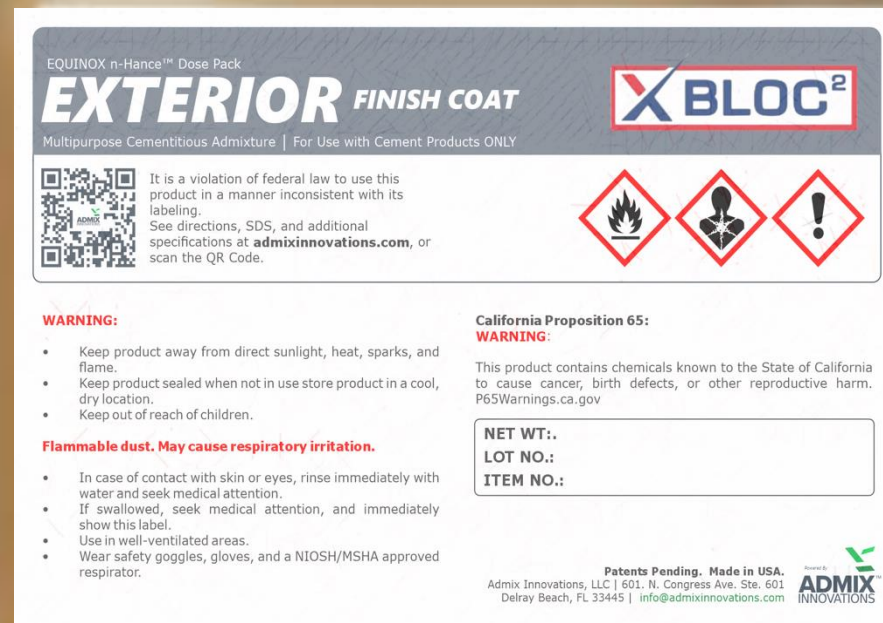 EQUINOX n-Hance™ Dose Pack
EXTERIOR FINISH COAT
X BLOC²
Multipurpose Cementitious Admixture | For Use with Cement Products ONLY
ADMIX
INNOVATIONS
It is a violation of federal law to use this
product in a manner inconsistent with its
labeling.
See directions, SDS, and additional
specifications at admixinnovations.com, or
scan the QR Code.
WARNING:
• Keep product away from direct sunlight, heat, sparks, and
flame.
• Keep product sealed when not in use store product in a cool,
dry location.
• Keep out of reach of children.
Flammable dust. May cause respiratory irritation.
• In case of contact with skin or eyes, rinse immediately with
water and seek medical attention.
• If swallowed, seek medical attention, and immediately
show this label.
• Use in well-ventilated areas.
• Wear safety goggles, gloves, and a NIOSH/MSHA approved
respirator.
California Proposition 65:
WARNING:
This product contains chemicals known to the State of California
to cause cancer, birth defects, or other reproductive harm.
P65Warnings.ca.gov
NET WT:.
LOT NO.:
ITEM NO.:
Patents Pending. Made in USA.
Admix Innovations, LLC | 601. N. Congress Ave. Ste. 601
Delray Beach, FL 33445 | info@admixinnovations.com
Powered By
ADMIX™
INNOVATIONS